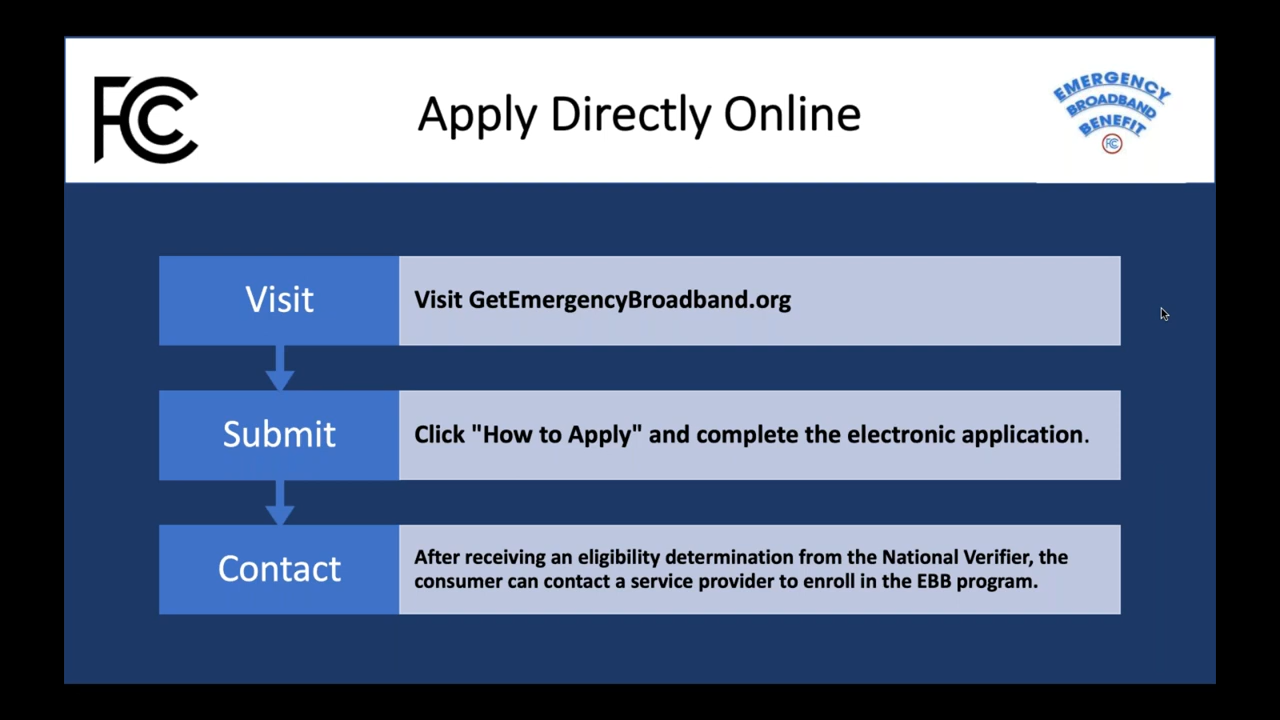 FCC
Apply Directly Online
EMERGENCY
BROADBAND
BENEFIT
FCC
Visit
Visit GetEmergencyBroadband.org
Submit
Click "How to Apply" and complete the electronic application.
Contact
After receiving an eligibility determination from the National Verifier, the
consumer can contact a service provider to enroll in the EBB program.